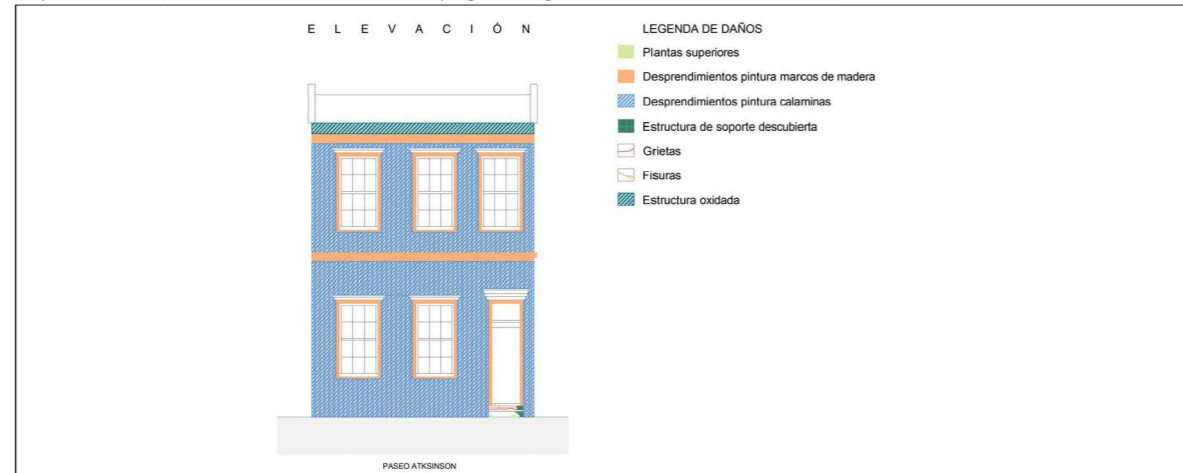 E L E V A C I Ó N
LEGENDA DE DAÑOS
Plantas superiores
Desprendimientos pintura marcos de madera
Desprendimientos pintura calaminas
Estructura de soporte descubierta
Grietas
Fisuras
Estructura oxidada
PASEO ATKSINSON